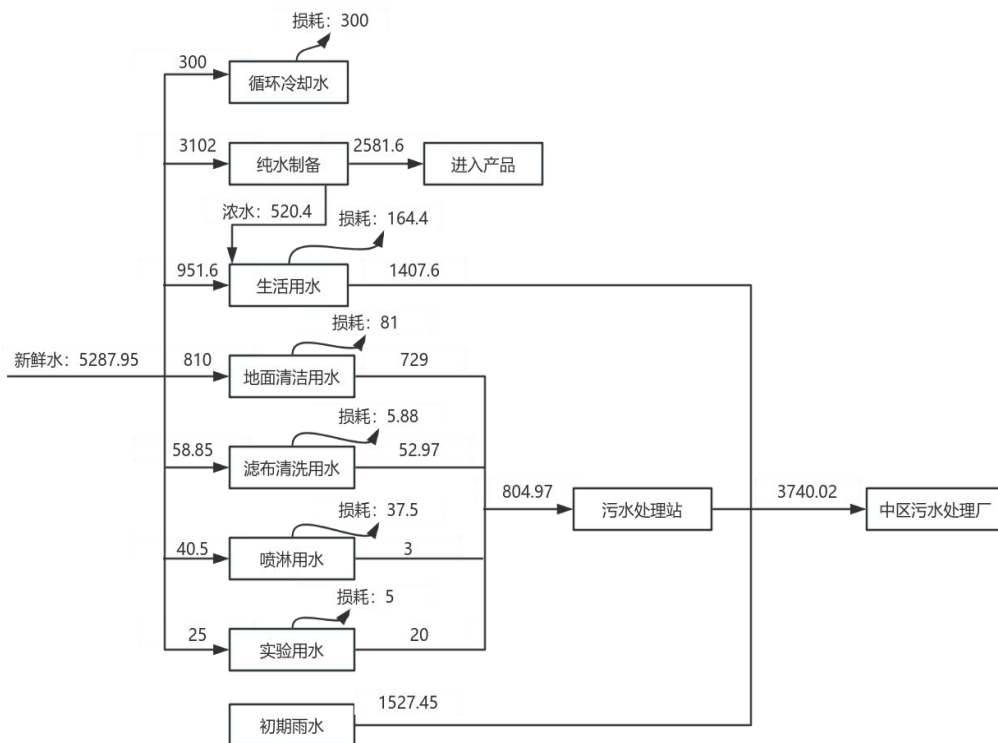 损耗：300
300
循环冷却水
3102
纯水制备
2581.6
进入产品
浓水：520.4
损耗：164.4
951.6
生活用水
1407.6
损耗：81
新鲜水：5287.95
810
地面清洁用水
729
损耗：5.88
58.85
滤布清洗用水
52.97
804.97
污水处理站
3740.02
中区污水处理厂
损耗：37.5
40.5
喷淋用水
3
损耗：5
25
实验用水
20
初期雨水
1527.45